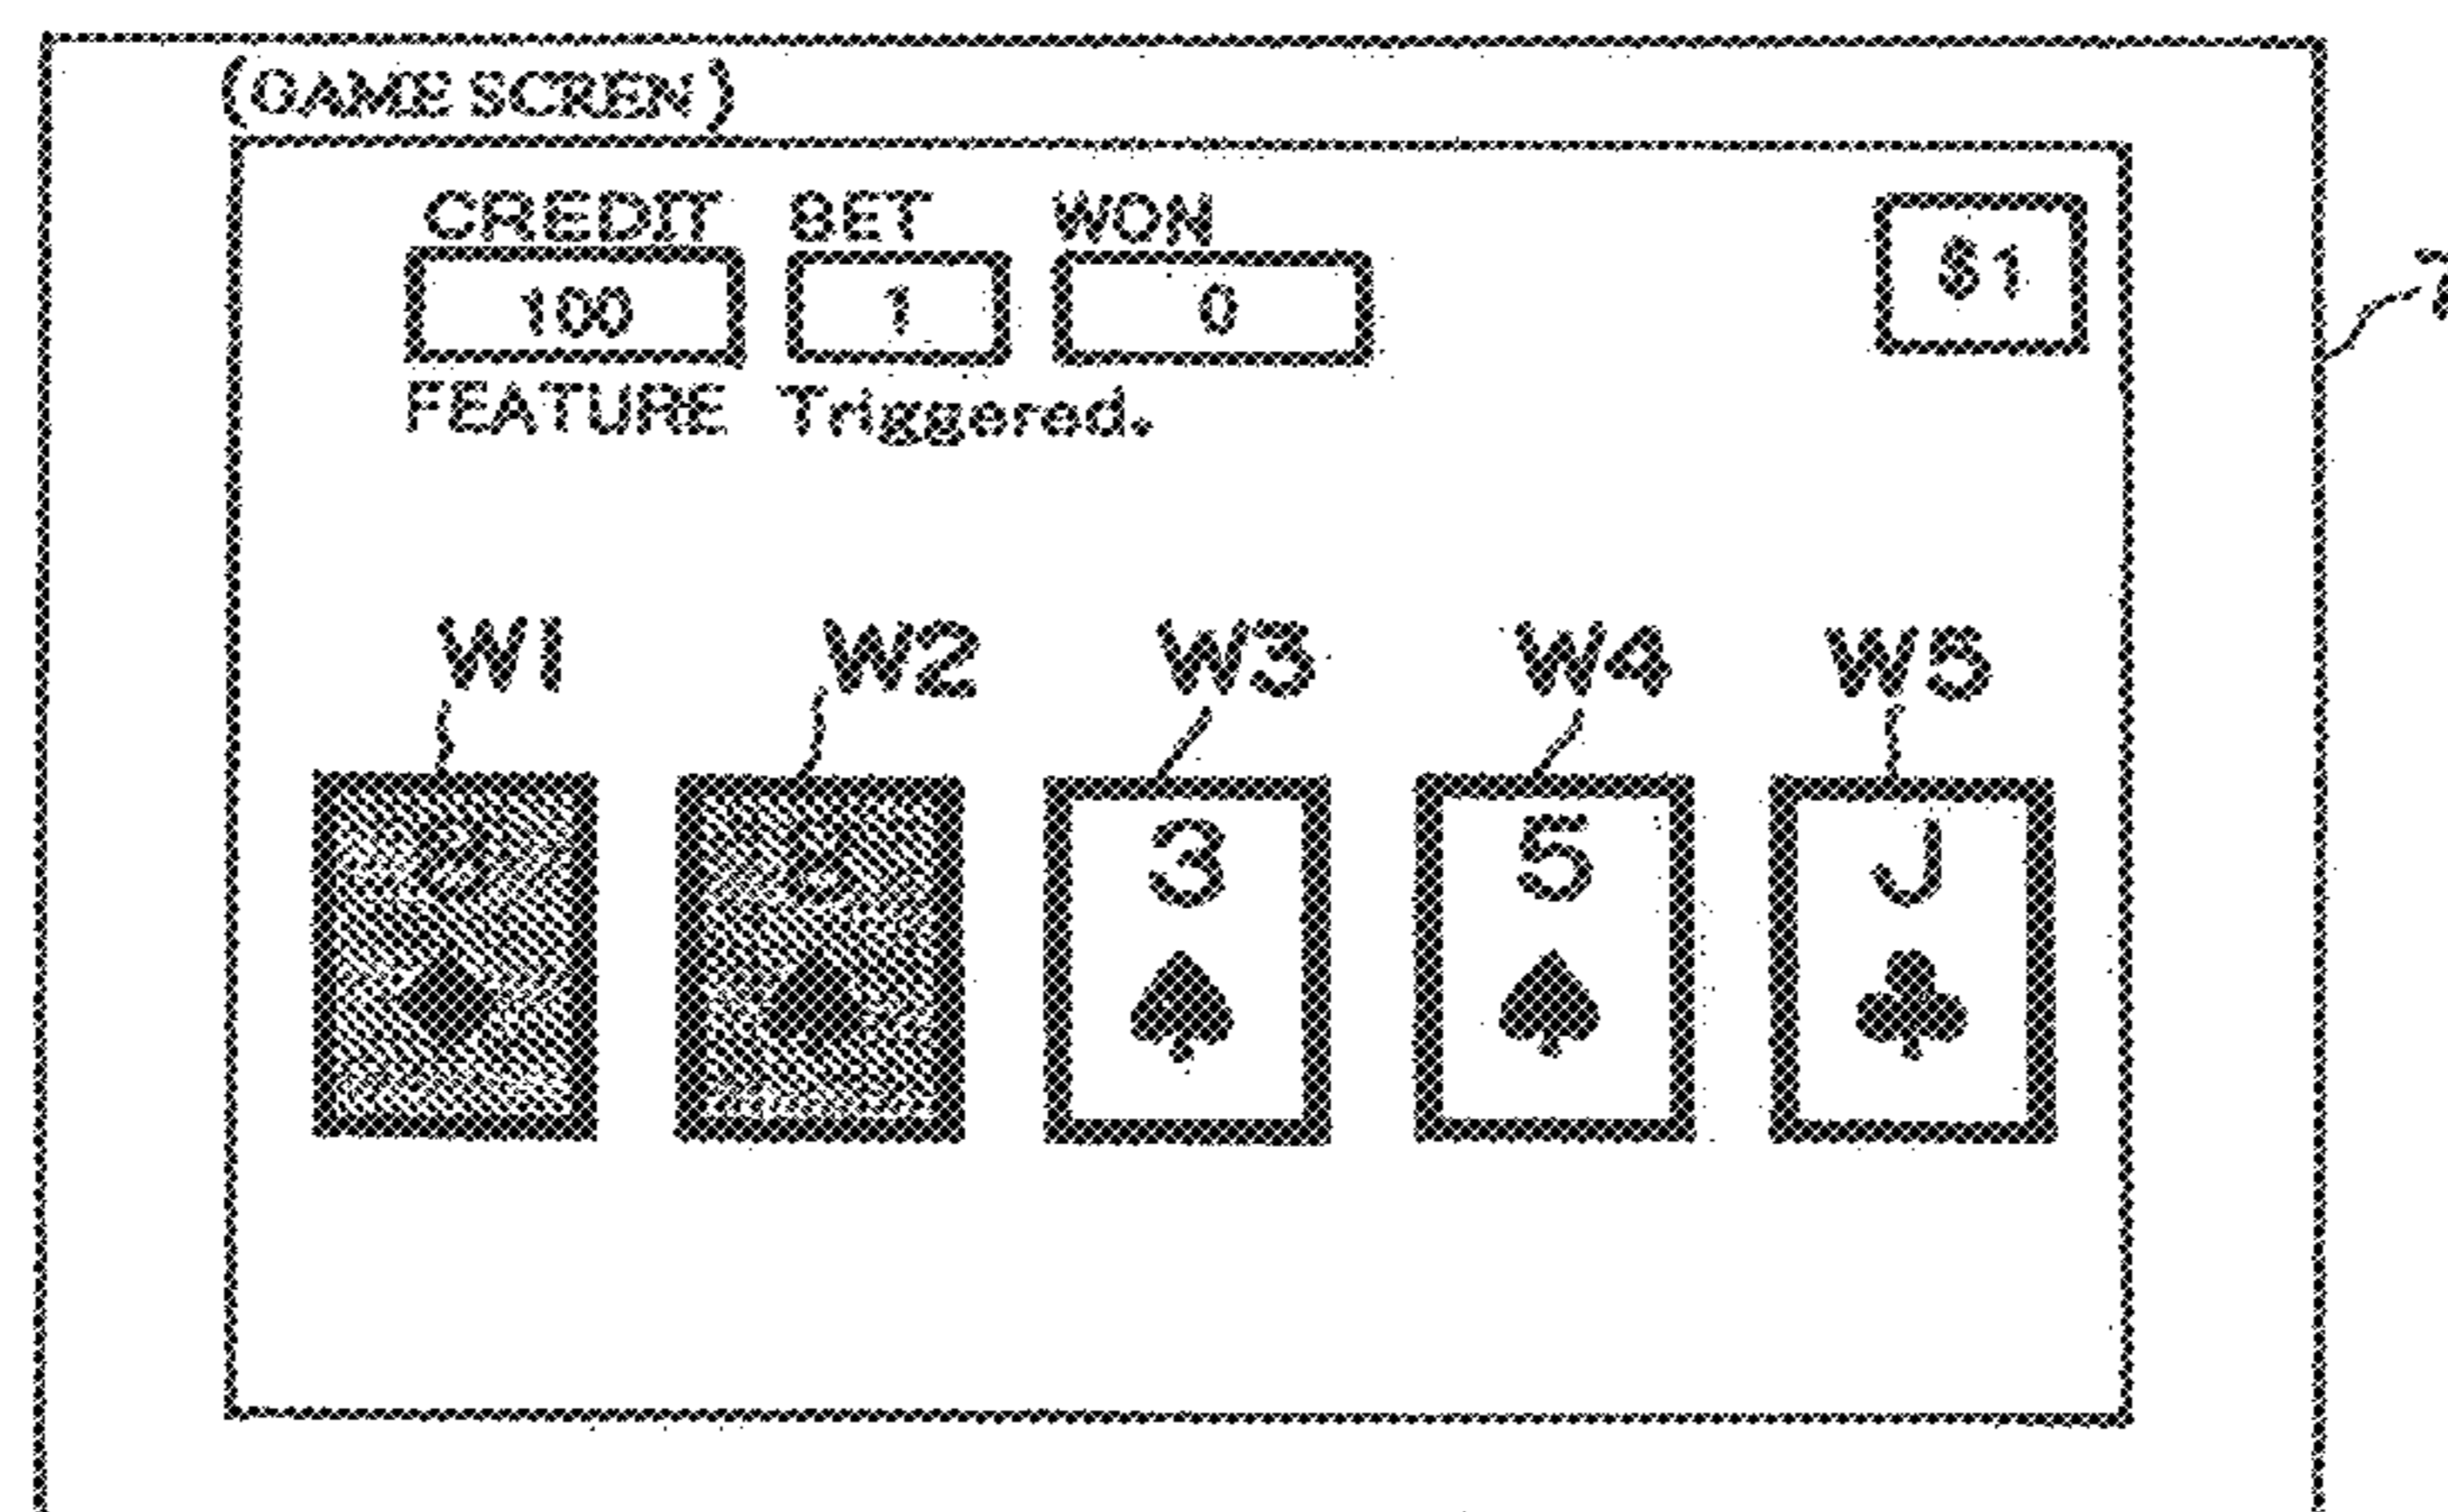 (GAME SCREN)
CREDIT BET WON
100 1 0 $1
FEATURE Triggered.
W1 W2 W3 W4 W5
3 5 J